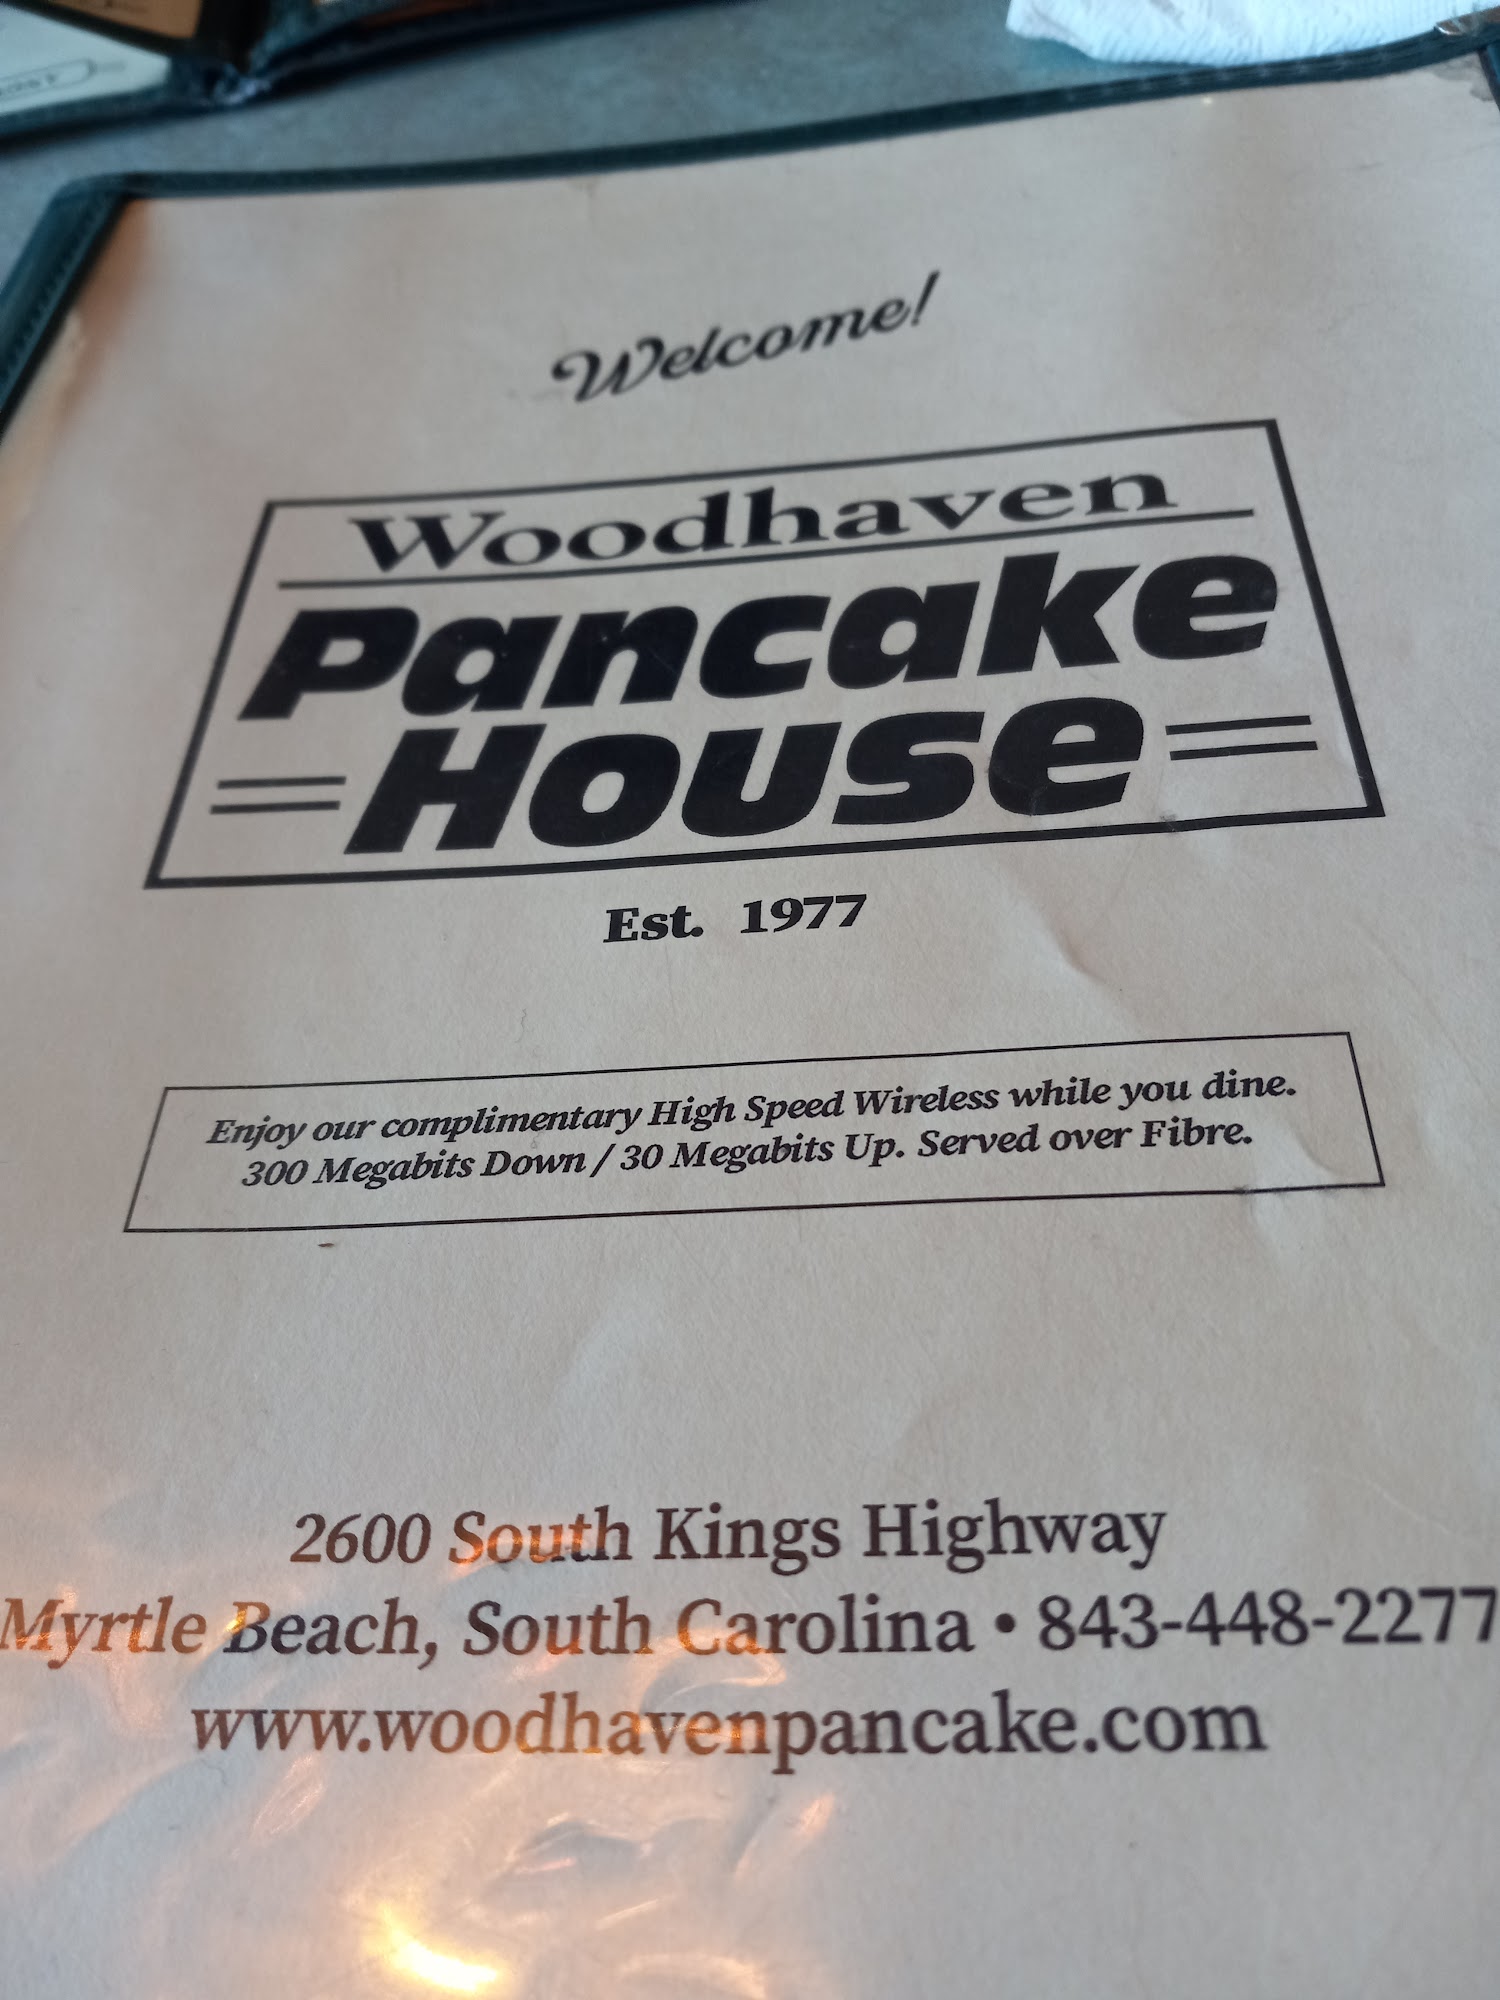 Welcome!
Woodhaven
Pancake
House
Est. 1977
Enjoy our complimentary High Speed Wireless while you dine.
300 Megabits Down / 30 Megabits Up. Served over Fibre.
2600 South Kings Highway
Myrtle Beach, South Carolina • 843-448-2277
www.woodhavenpancake.com